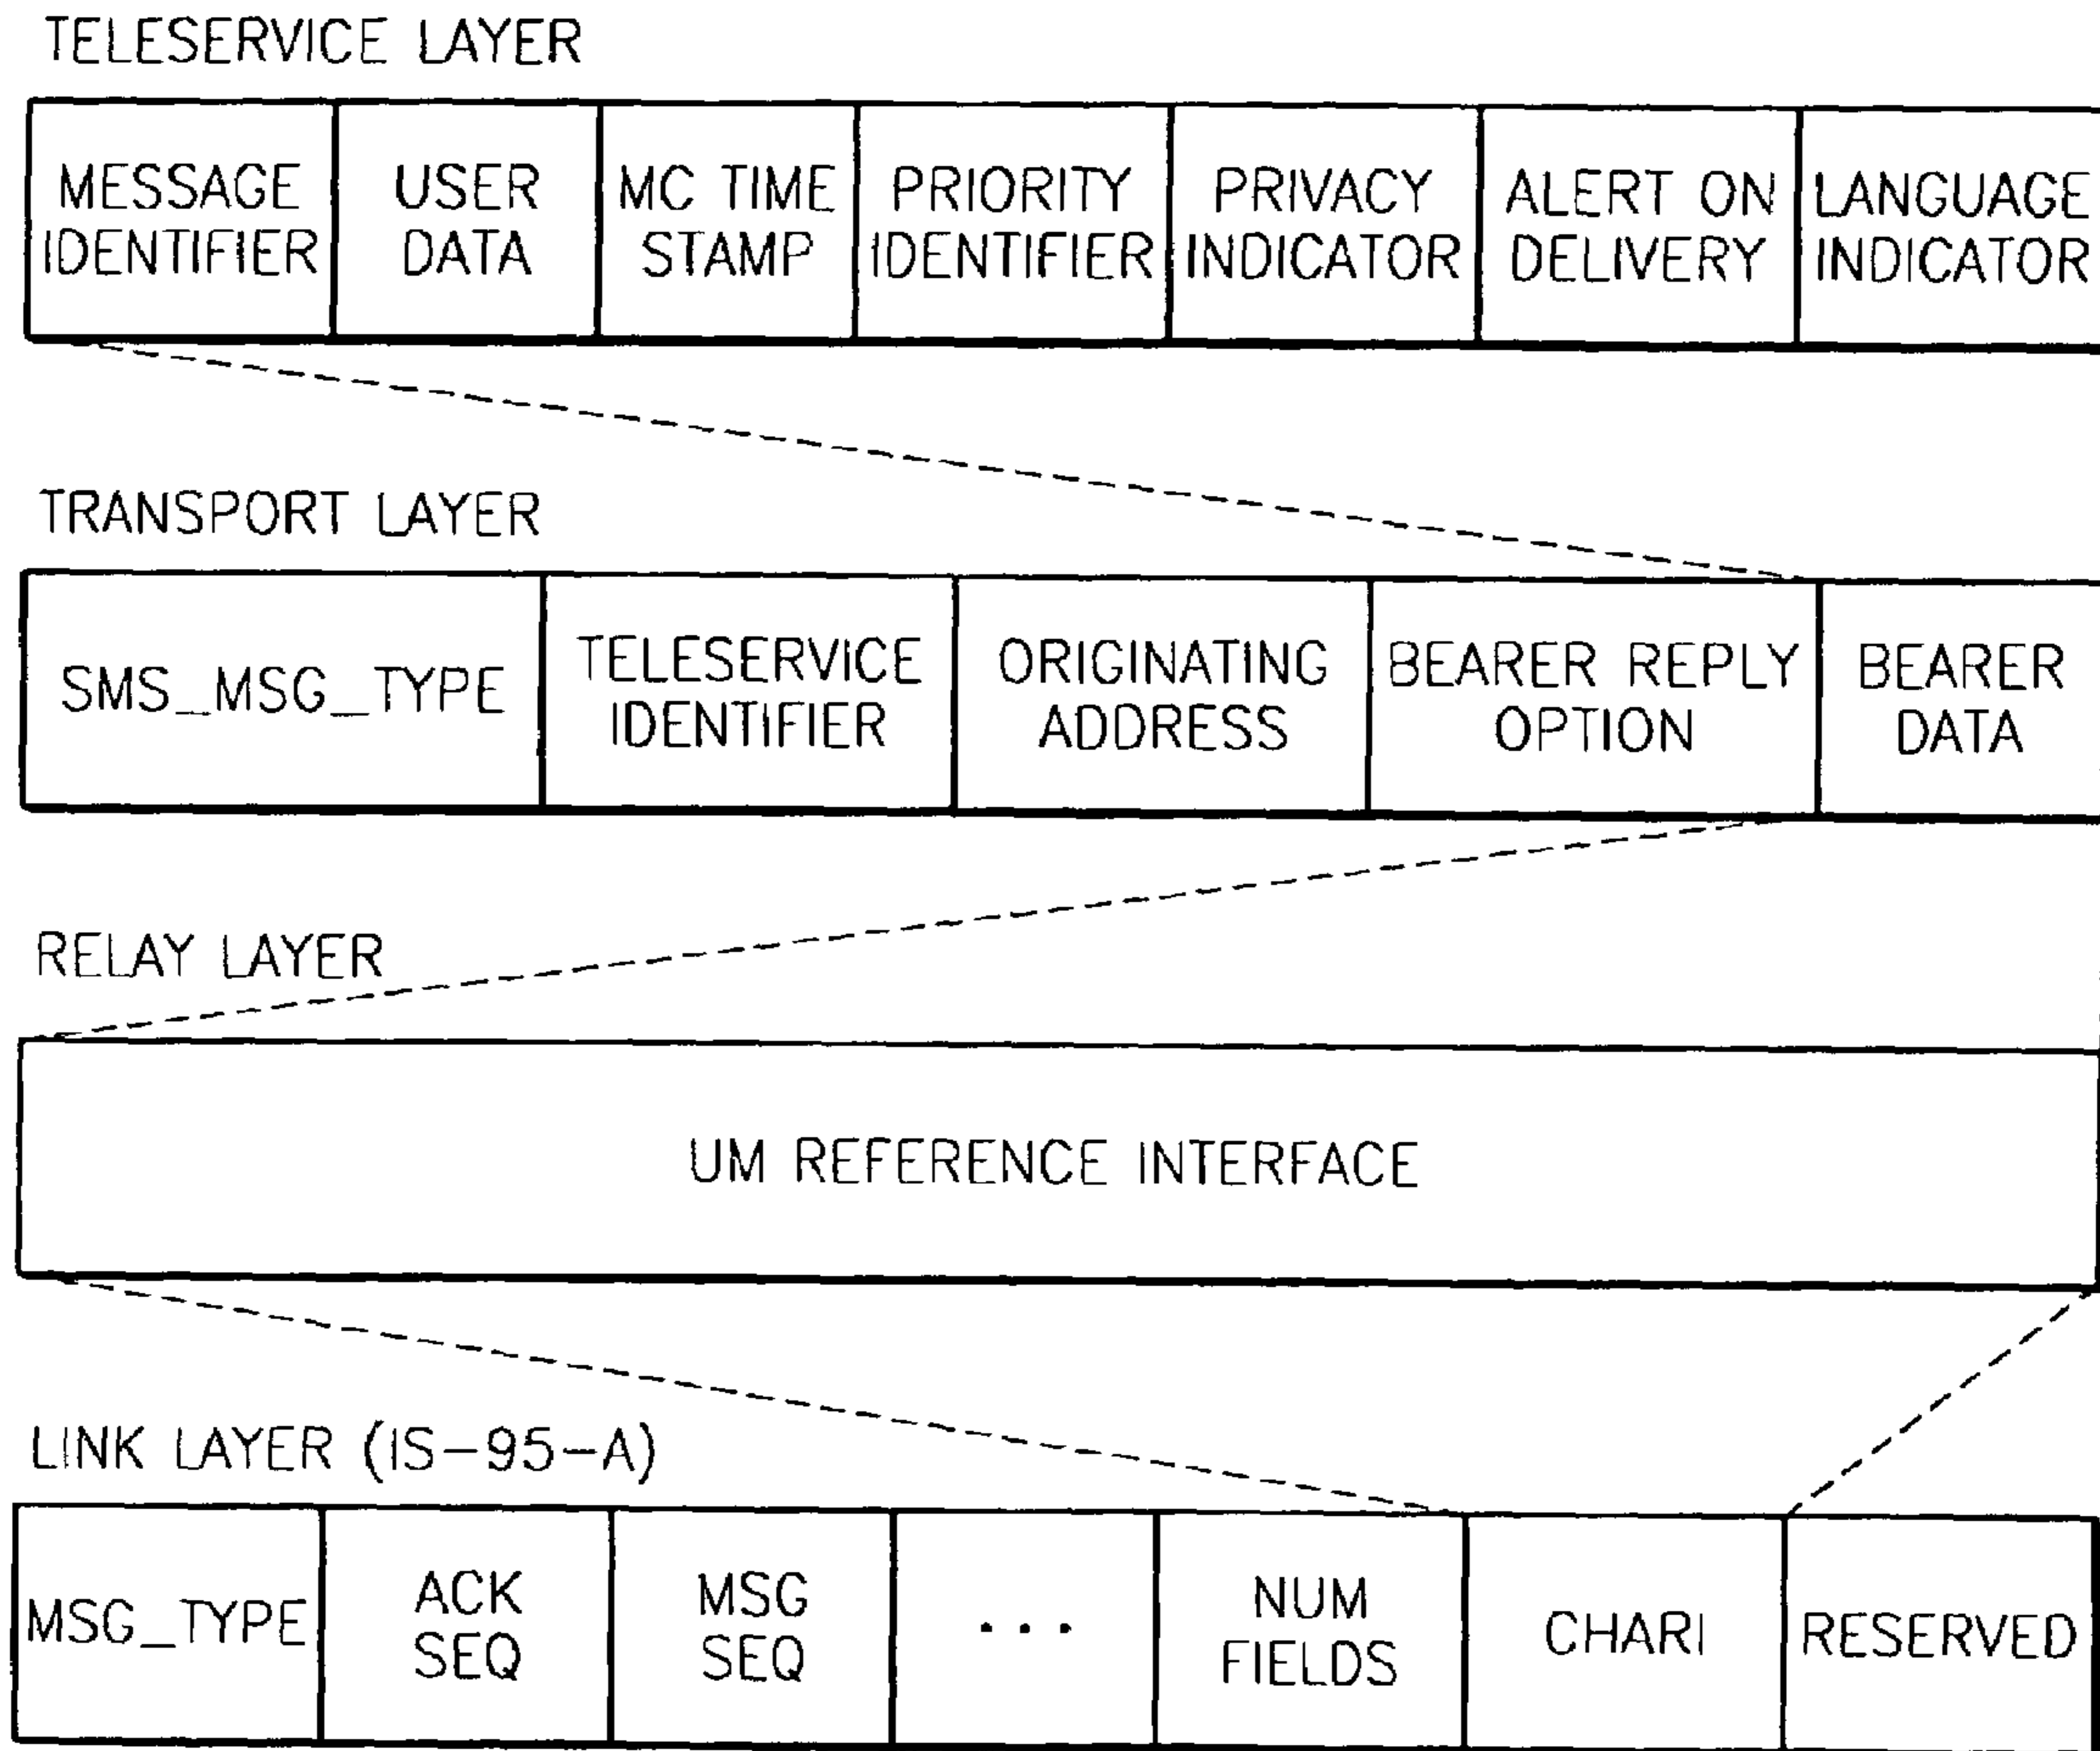 TELESERVICE LAYER
MESSAGE IDENTIFIER
USER DATA
MC TIME STAMP
PRIORITY IDENTIFIER
PRIVACY INDICATOR
ALERT ON DELIVERY
LANGUAGE INDICATOR
TRANSPORT LAYER
SMS_MSG_TYPE
TELESERVICE IDENTIFIER
ORIGINATING ADDRESS
BEARER REPLY OPTION
BEARER DATA
RELAY LAYER
UM REFERENCE INTERFACE
LINK LAYER (IS-95-A)
MSG_TYPE
ACK SEQ
MSG SEQ
...
NUM FIELDS
CHARI
RESERVED